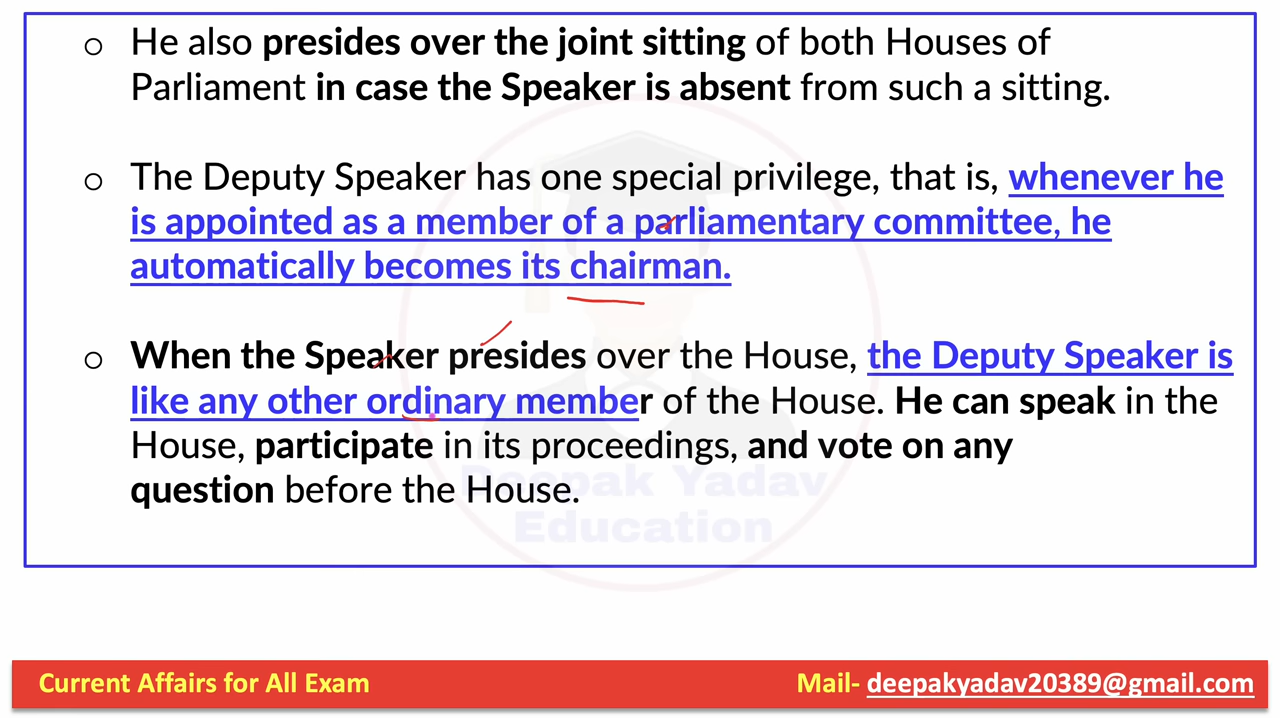 ○ He also presides over the joint sitting of both Houses of
Parliament in case the Speaker is absent from such a sitting.
○ The Deputy Speaker has one special privilege, that is, whenever he
is appointed as a member of a parliamentary committee, he
automatically becomes its chairman.
○ When the Speaker presides over the House, the Deputy Speaker is
like any other ordinary member of the House. He can speak in the
House, participate in its proceedings, and vote on any
question before the House.
Deepak Yadav
Education
Current Affairs for All Exam
Mail- deepakyadav20389@gmail.com